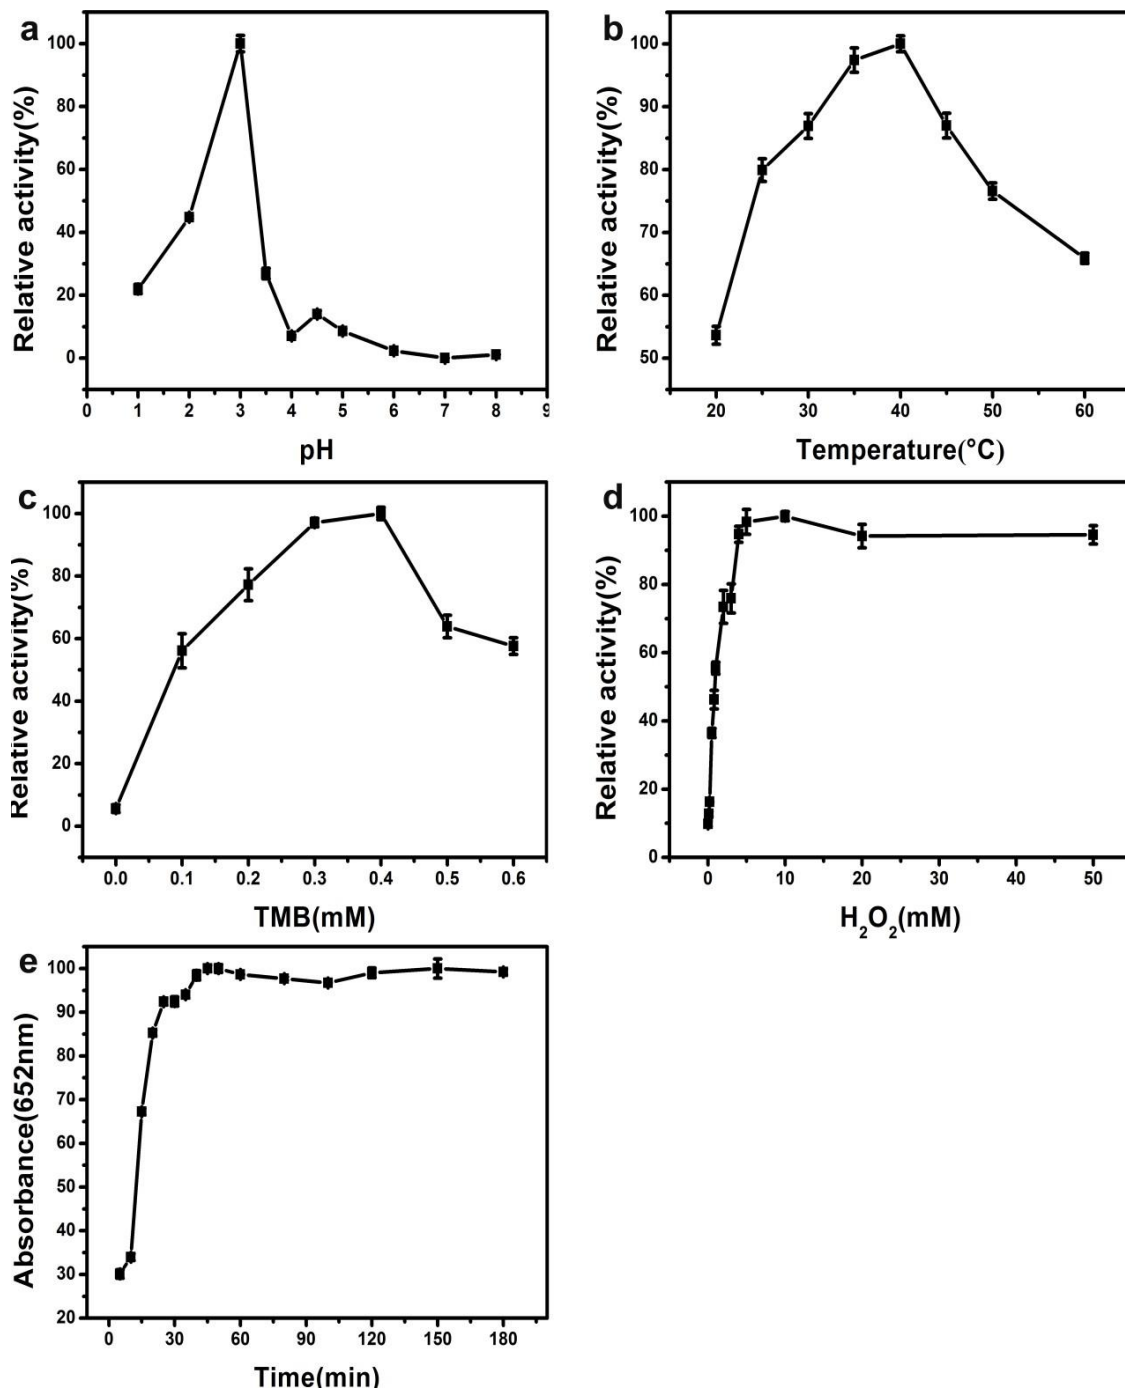 a
Relative activity(%)
100
80
60
40
20
0
0 1 2 3 4 5 6 7 8 9
pH
b
Relative activity(%)
100
90
80
70
60
50
20 30 40 50 60
Temperature(°C)
c
Relative activity(%)
100
80
60
40
20
0
0.0 0.1 0.2 0.3 0.4 0.5 0.6
TMB(mM)
d
Relative activity(%)
100
80
60
40
20
0
0 10 20 30 40 50
H₂O₂(mM)
e
Absorbance(652nm)
100
90
80
70
60
50
40
30
20
0 30 60 90 120 150 180
Time(min)